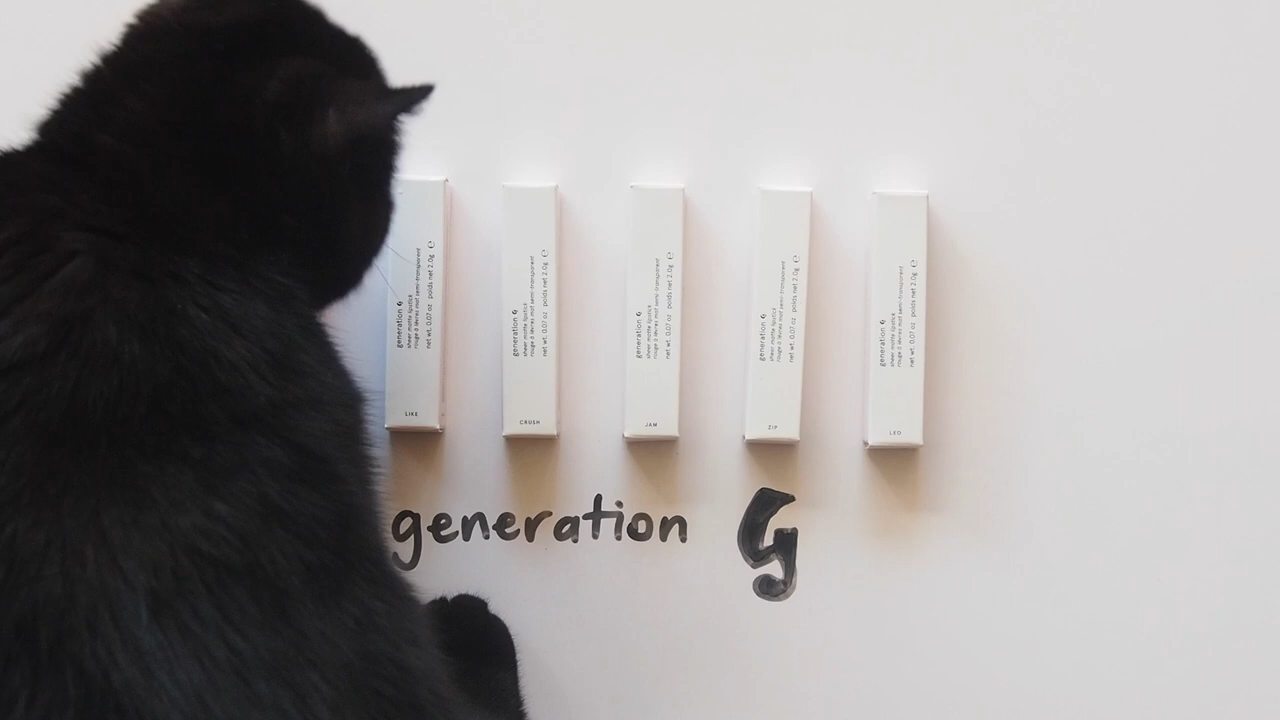 generation G
sheer matte lipstick
rouge à lèvres mat semi-transparent
net wt. 0.07 oz poids net 2.0g ℮
LIKE
generation G
sheer matte lipstick
rouge à lèvres mat semi-transparent
net wt. 0.07 oz poids net 2.0g ℮
CRUSH
generation G
sheer matte lipstick
rouge à lèvres mat semi-transparent
net wt. 0.07 oz poids net 2.0g ℮
JAM
generation G
sheer matte lipstick
rouge à lèvres mat semi-transparent
net wt. 0.07 oz poids net 2.0g ℮
ZIP
generation G
sheer matte lipstick
rouge à lèvres mat semi-transparent
net wt. 0.07 oz poids net 2.0g ℮
LEO
generation G